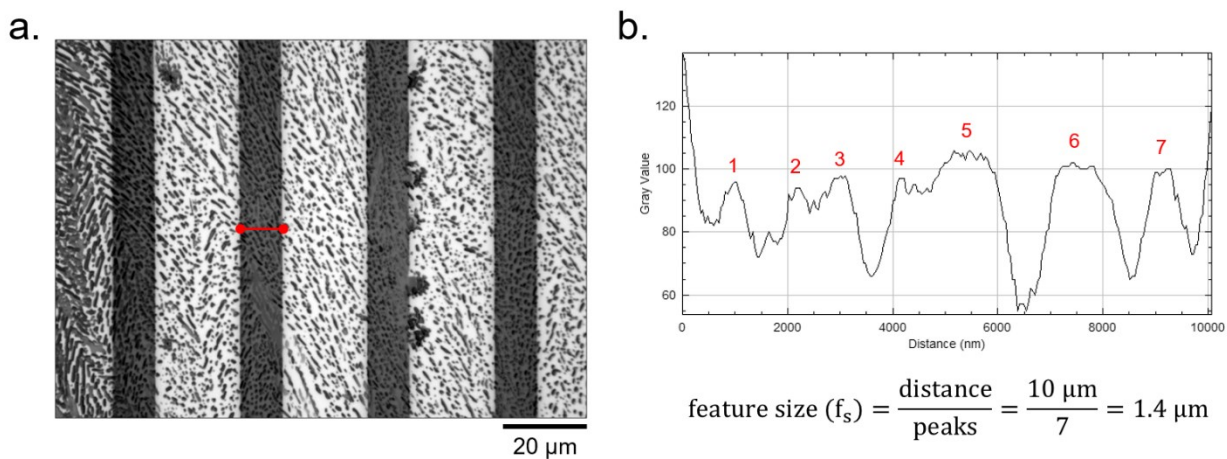 a.
20 µm
b.
120
100
80
60
Gray Value
1
2
3
4
5
6
7
0
2000
4000
6000
8000
10000
Distance (nm)
feature size (fₛ) = distance/peaks = 10 µm/7 = 1.4 µm